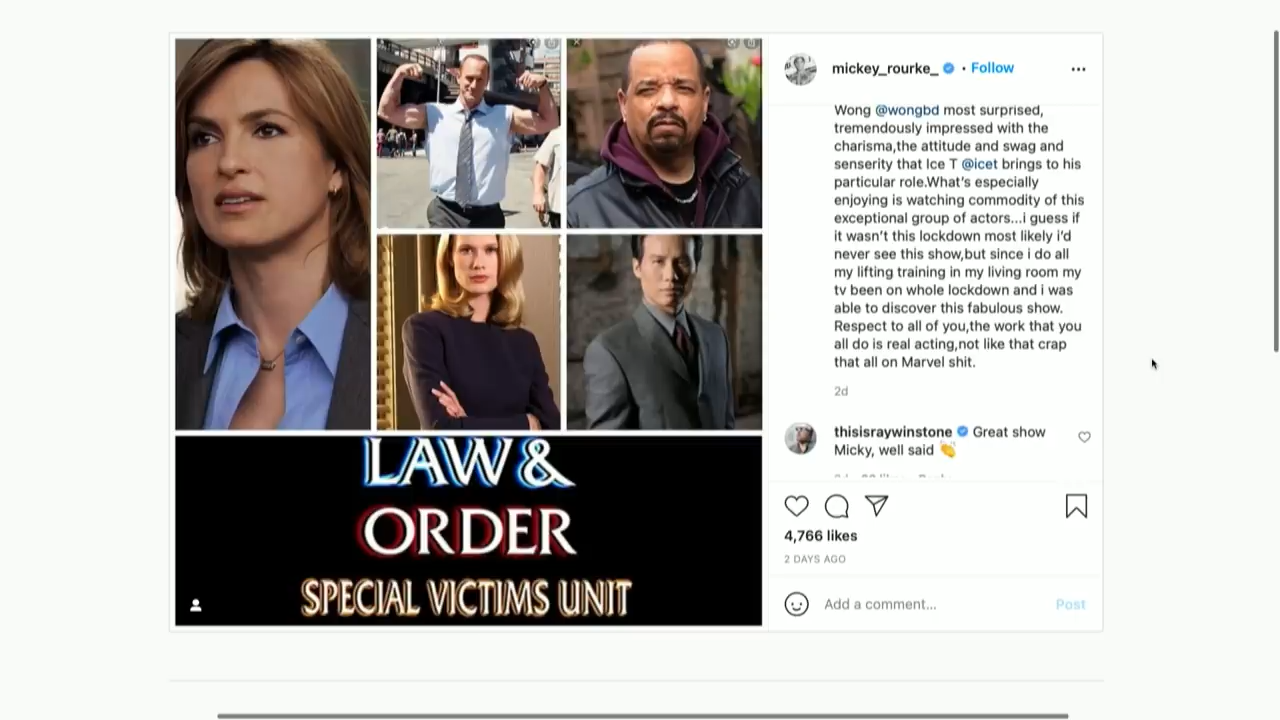 mickey_rourke_ • Follow
Wong @wongbd most surprised,
tremendously impressed with the
charisma,the attitude and swag and
senserity that Ice T @icet brings to his
particular role.What's especially
enjoying is watching commodity of this
exceptional group of actors...i guess if
it wasn't this lockdown most likely i'd
never see this show,but since i do all
my lifting training in my living room my
tv been on whole lockdown and i was
able to discover this fabulous show.
Respect to all of you,the work that you
all do is real acting,not like that crap
that all on Marvel shit.
2d
thisisraywinstone Great show
Micky, well said 👏
4,766 likes
2 DAYS AGO
Add a comment... Post
LAW &
ORDER
SPECIAL VICTIMS UNIT